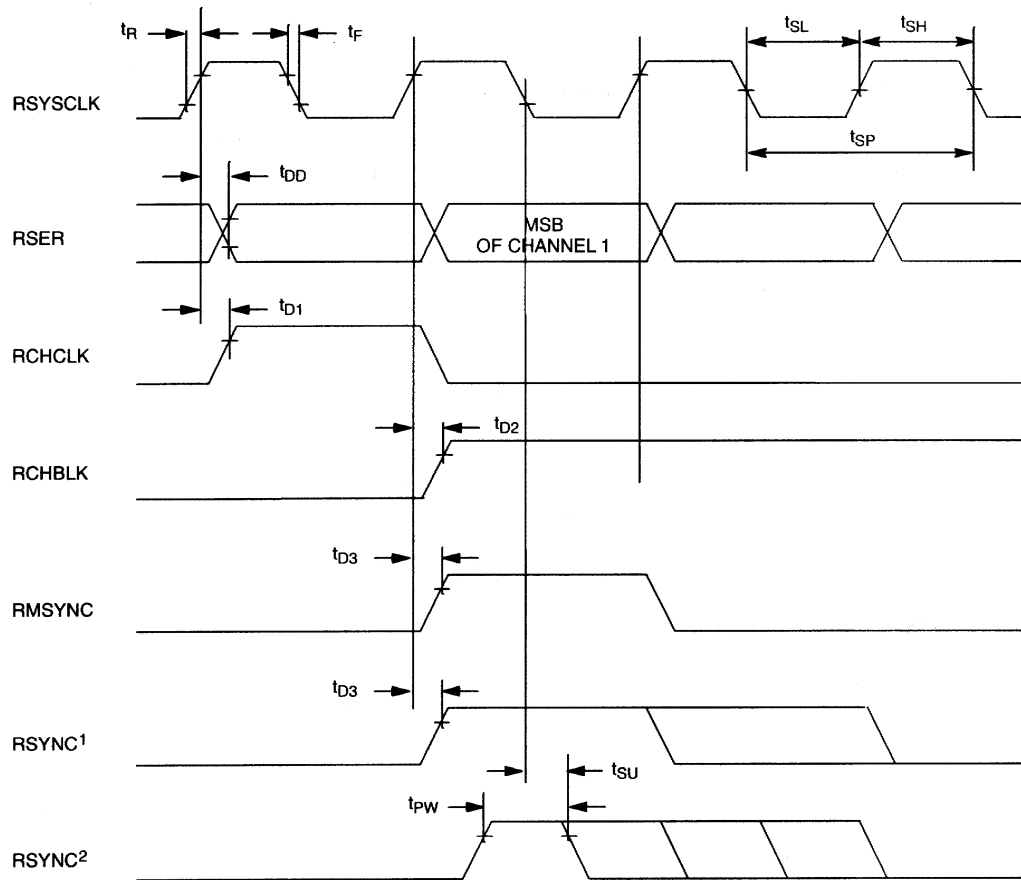 tR
tF
tSL
tSH
RSYSCLK
tSP
tDD
RSER
MSB
OF CHANNEL 1
tD1
RCHCLK
tD2
RCHBLK
tD3
RMSYNC
tD3
RSYNC1
tSU
tPW
RSYNC2